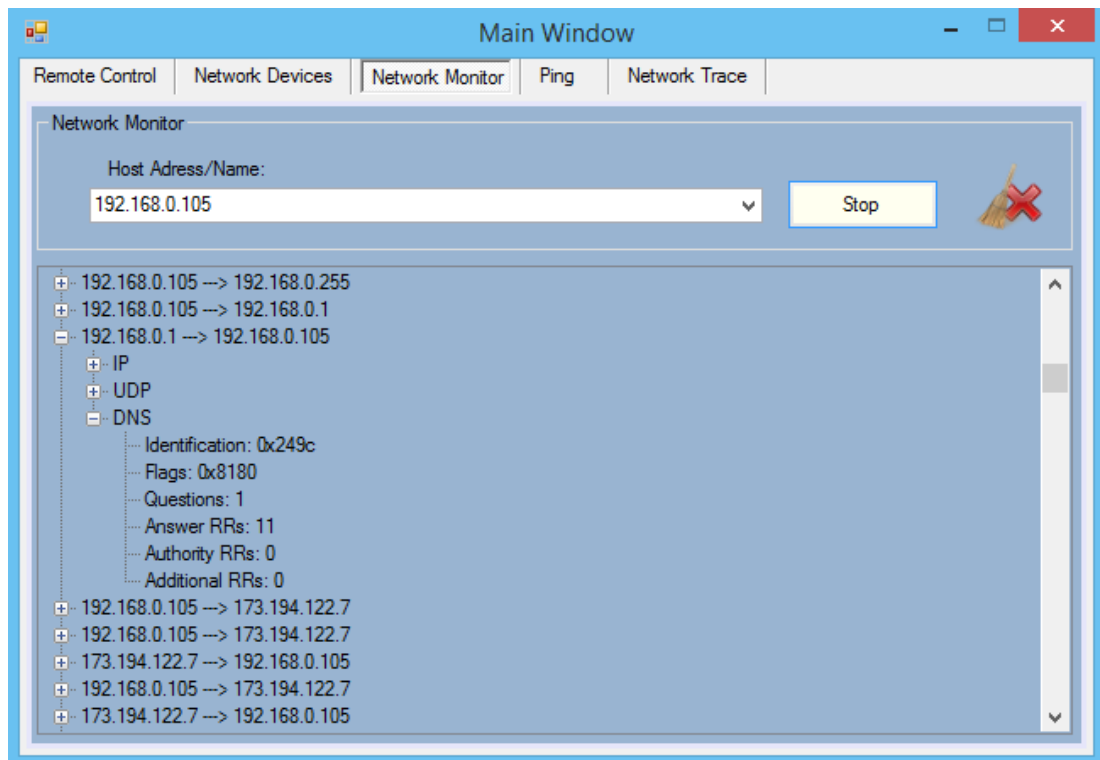 Main Window
Remote Control Network Devices Network Monitor Ping Network Trace
Network Monitor
Host Adress/Name:
192.168.0.105 Stop
192.168.0.105 ---> 192.168.0.255
192.168.0.105 ---> 192.168.0.1
192.168.0.1 ---> 192.168.0.105
IP
UDP
DNS
Identification: 0x249c
Flags: 0x8180
Questions: 1
Answer RRs: 11
Authority RRs: 0
Additional RRs: 0
192.168.0.105 ---> 173.194.122.7
192.168.0.105 ---> 173.194.122.7
173.194.122.7 ---> 192.168.0.105
192.168.0.105 ---> 173.194.122.7
173.194.122.7 ---> 192.168.0.105